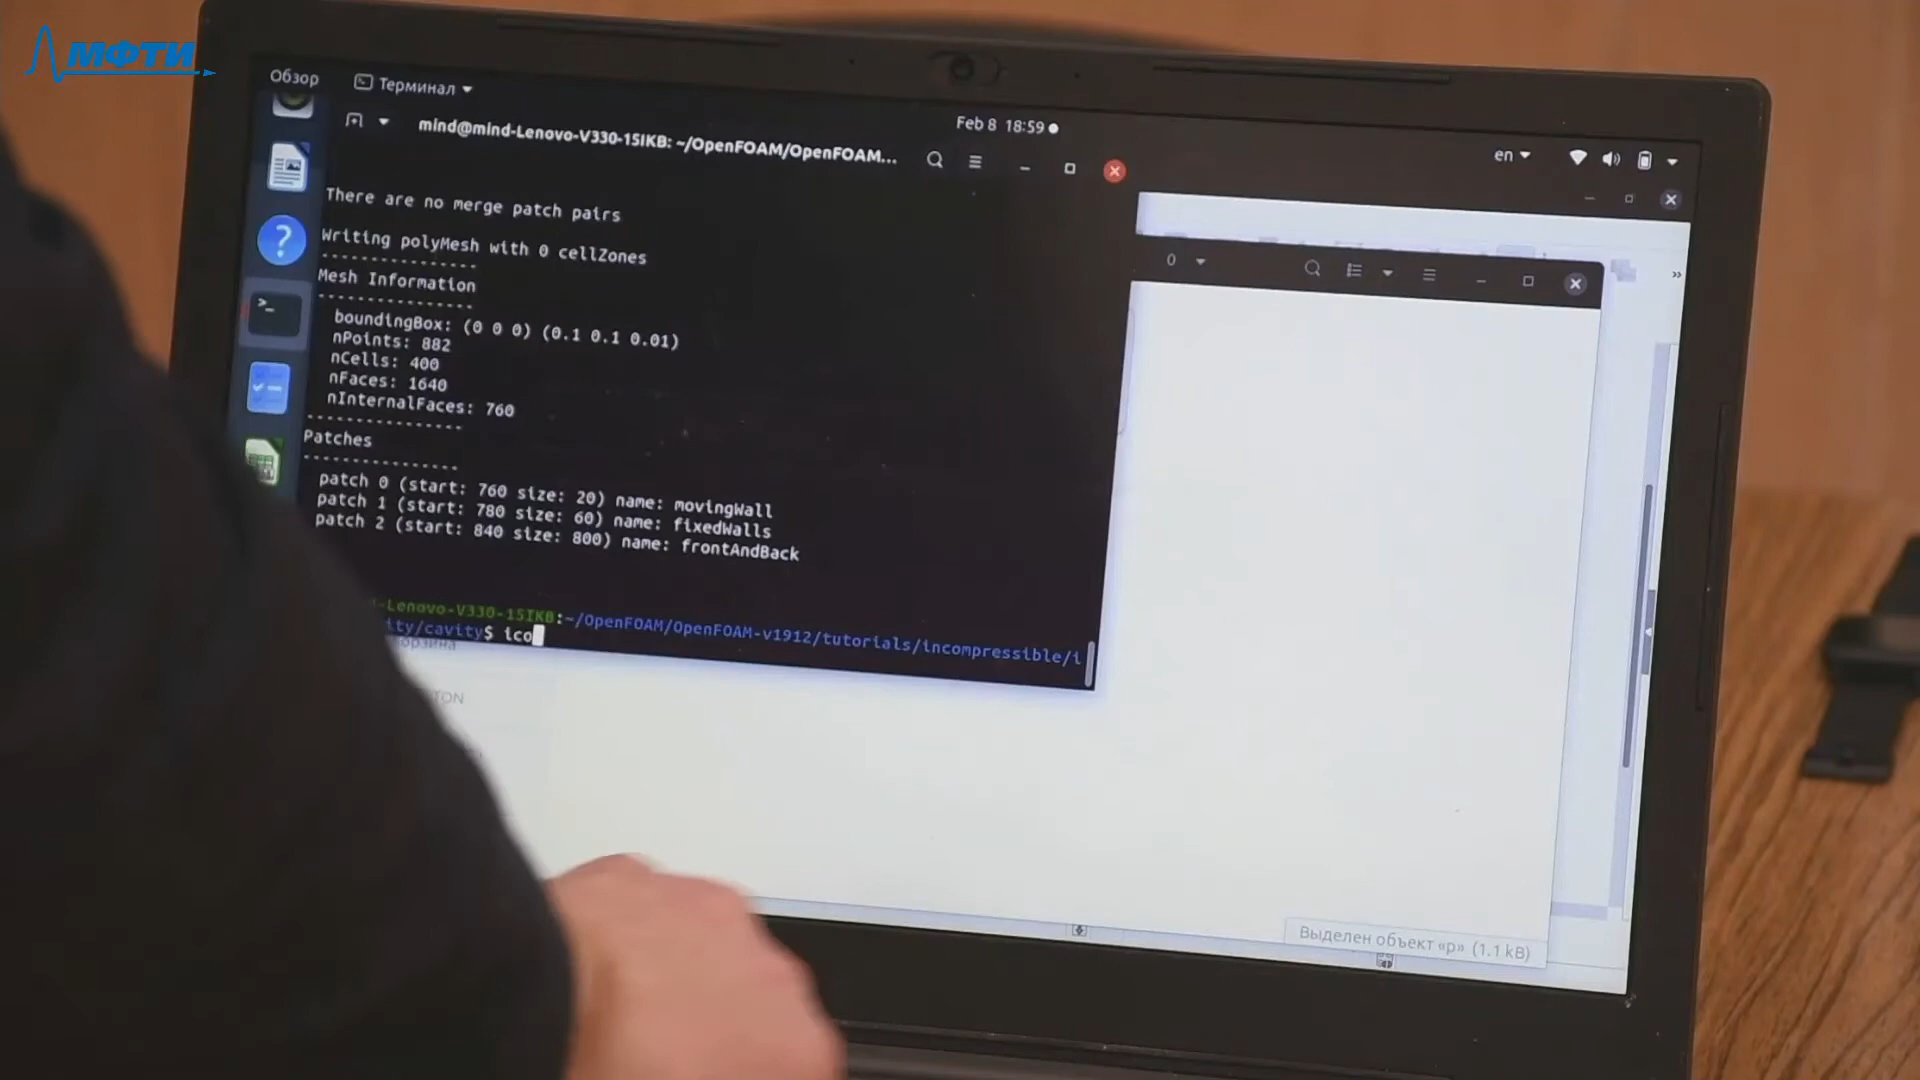 МФТИ
Обзор
Терминал
Feb 8 18:59
en
mind@mind-Lenovo-V330-15IKB: ~/OpenFOAM/OpenFOAM...
There are no merge patch pairs
Writing polyMesh with 0 cellZones
----------------
Mesh Information
----------------
boundingBox: (0 0 0) (0.1 0.1 0.01)
nPoints: 882
nCells: 400
nFaces: 1640
nInternalFaces: 760
----------------
Patches
----------------
patch 0 (start: 760 size: 20) name: movingWall
patch 1 (start: 780 size: 60) name: fixedWalls
patch 2 (start: 840 size: 800) name: frontAndBack
-Lenovo-V330-15IKB:~/OpenFOAM/OpenFOAM-v1912/tutorials/incompressible/i
ity/cavity$ ico
0
Выделен объект «p» (1.1 kB)